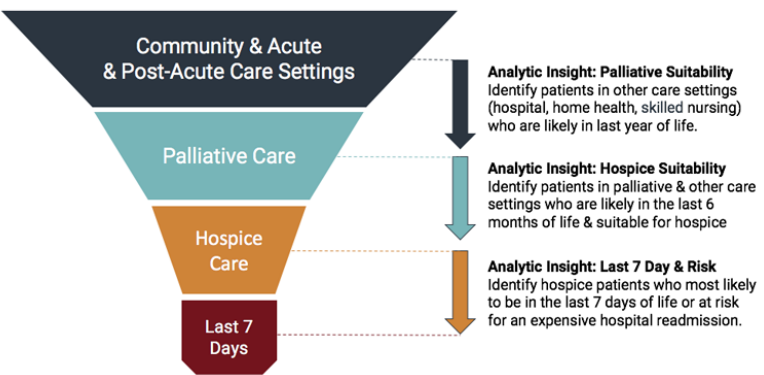 Community & Acute
& Post-Acute Care Settings
Palliative Care
Hospice
Care
Last 7
Days
Analytic Insight: Palliative Suitability
Identify patients in other care settings
(hospital, home health, skilled nursing)
who are likely in last year of life.
Analytic Insight: Hospice Suitability
Identify patients in palliative & other care
settings who are likely in the last 6
months of life & suitable for hospice
Analytic Insight: Last 7 Day & Risk
Identify hospice patients who most likely
to be in the last 7 days of life or at risk
for an expensive hospital readmission.